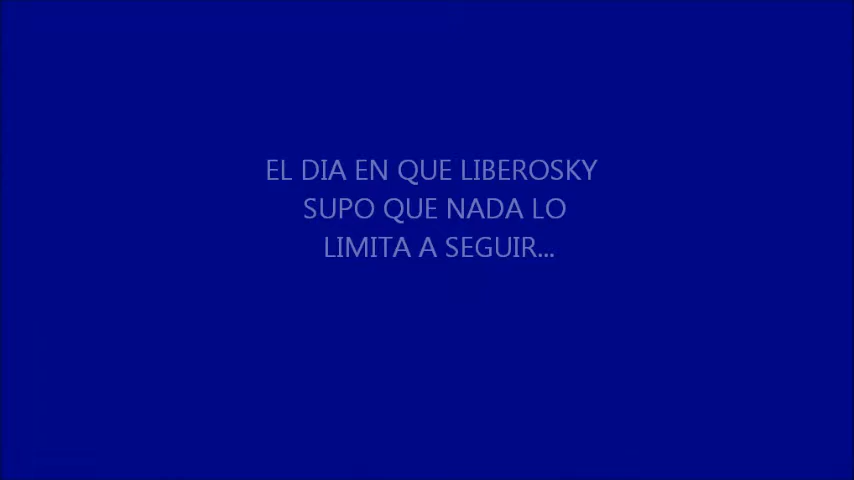 EL DIA EN QUE LIBEROSKY
SUPO QUE NADA LO
LIMITA A SEGUIR...